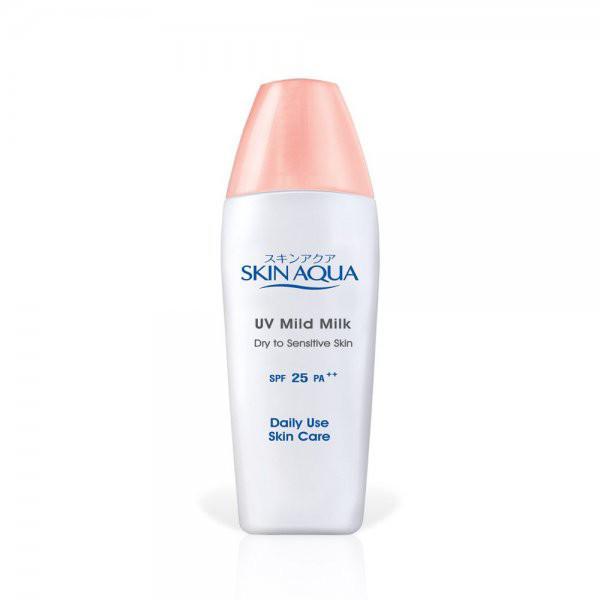 スキンアクア
SKIN AQUA
UV Mild Milk
Dry to Sensitive Skin
SPF 25 PA++
Daily Use
Skin Care